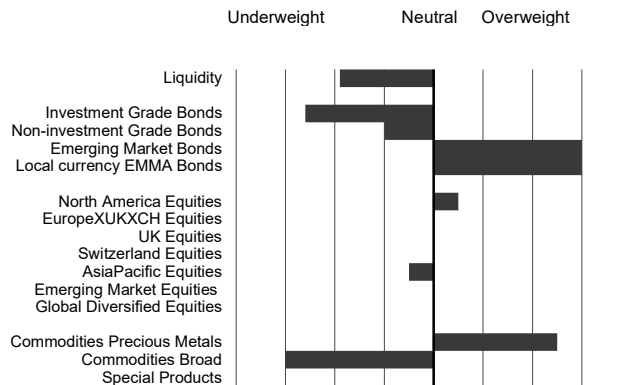 Underweight Neutral Overweight
Liquidity
Investment Grade Bonds
Non-investment Grade Bonds
Emerging Market Bonds
Local currency EMMA Bonds
North America Equities
EuropeXUKXCH Equities
UK Equities
Switzerland Equities
AsiaPacific Equities
Emerging Market Equities
Global Diversified Equities
Commodities Precious Metals
Commodities Broad
Special Products